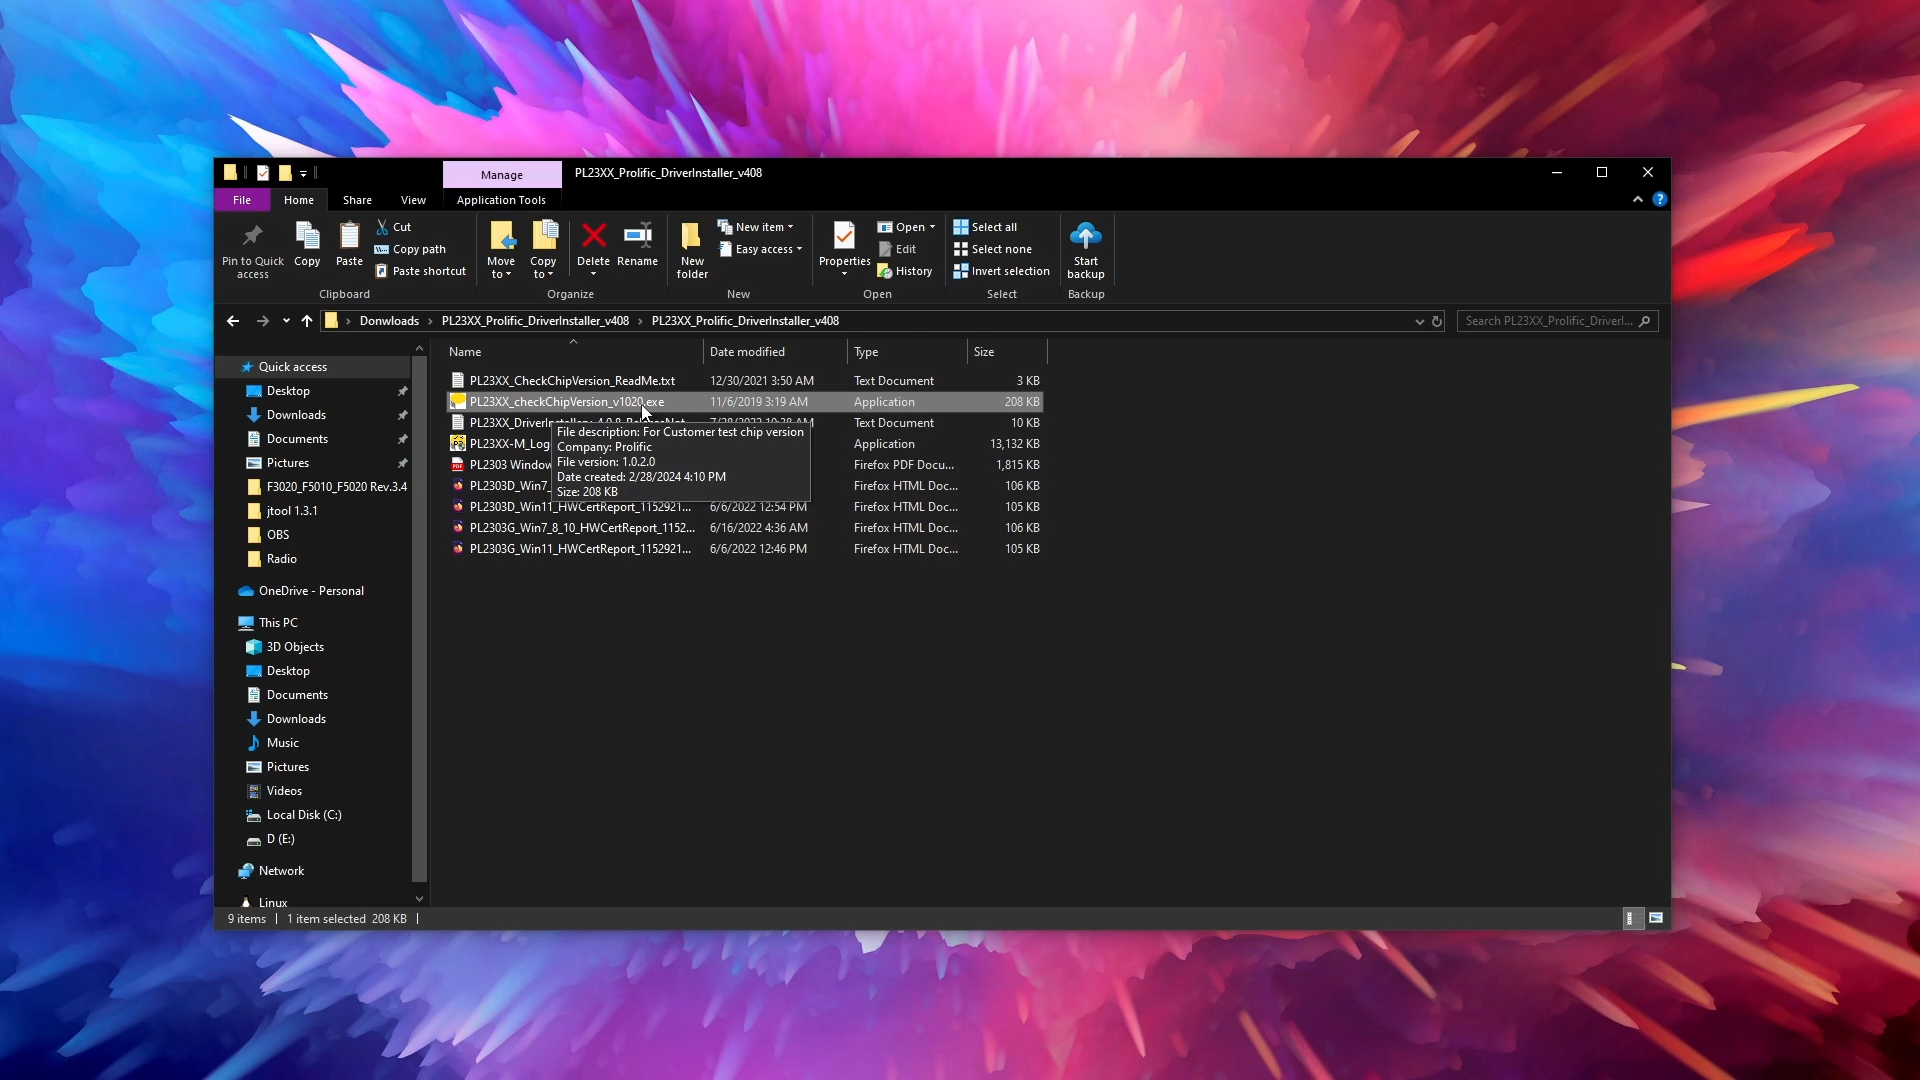 Manage
PL23XX_Prolific_DriverInstaller_v408
File
Home
Share
View
Application Tools
Pin to Quick access
Copy
Paste
Cut
Copy path
Paste shortcut
Clipboard
Move to
Copy to
Delete
Rename
Organize
New folder
New item
Easy access
New
Properties
Open
Edit
History
Open
Select all
Select none
Invert selection
Select
Start backup
Backup
Donwloads
PL23XX_Prolific_DriverInstaller_v408
PL23XX_Prolific_DriverInstaller_v408
Search PL23XX_Prolific_Driverl...
Quick access
Desktop
Downloads
Documents
Pictures
F3020_F5010_F5020 Rev.3.4
jtool 1.3.1
OBS
Radio
OneDrive - Personal
This PC
3D Objects
Desktop
Documents
Downloads
Music
Pictures
Videos
Local Disk (C:)
D (E:)
Network
Linux
Name Date modified Type Size
PL23XX_CheckChipVersion_ReadMe.txt 12/30/2021 3:50 AM Text Document 3 KB
PL23XX_checkChipVersion_v1020.exe 11/6/2019 3:19 AM Application 208 KB
Text Document 10 KB
PL23XX-M_Log Application 13,132 KB
PL2303 Window Firefox PDF Docu... 1,815 KB
PL2303D_Win7_ Firefox HTML Doc... 106 KB
PL2303D_Win11_HWCertReport_1152921... 6/6/2022 12:54 PM Firefox HTML Doc... 105 KB
PL2303G_Win7_8_10_HWCertReport_1152... 6/16/2022 4:36 AM Firefox HTML Doc... 106 KB
PL2303G_Win11_HWCertReport_1152921... 6/6/2022 12:46 PM Firefox HTML Doc... 105 KB
File description: For Customer test chip version
Company: Prolific
File version: 1.0.2.0
Date created: 2/28/2024 4:10 PM
Size: 208 KB
9 items
1 item selected 208 KB